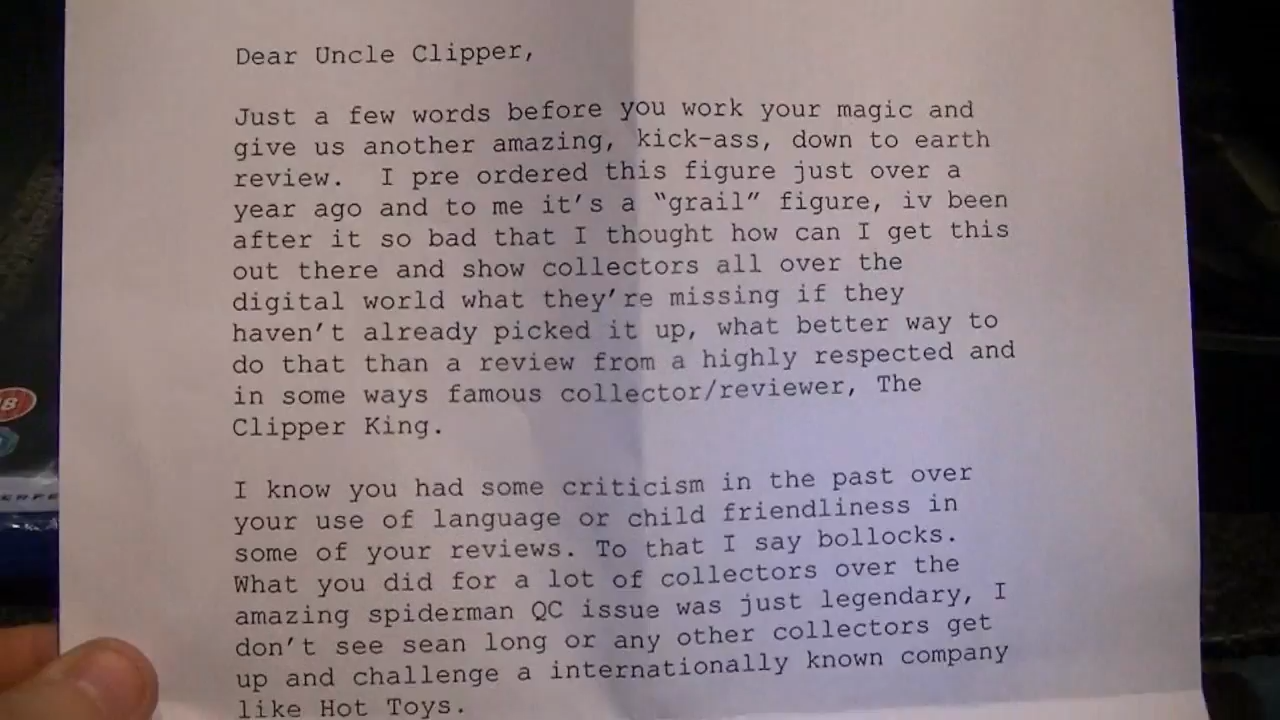 Dear Uncle Clipper,
Just a few words before you work your magic and
give us another amazing, kick-ass, down to earth
review.  I pre ordered this figure just over a
year ago and to me it's a “grail” figure, iv been
after it so bad that I thought how can I get this
out there and show collectors all over the
digital world what they're missing if they
haven't already picked it up, what better way to
do that than a review from a highly respected and
in some ways famous collector/reviewer, The
Clipper King.
I know you had some criticism in the past over
your use of language or child friendliness in
some of your reviews. To that I say bollocks.
What you did for a lot of collectors over the
amazing spiderman QC issue was just legendary, I
don't see sean long or any other collectors get
up and challenge a internationally known company
like Hot Toys.